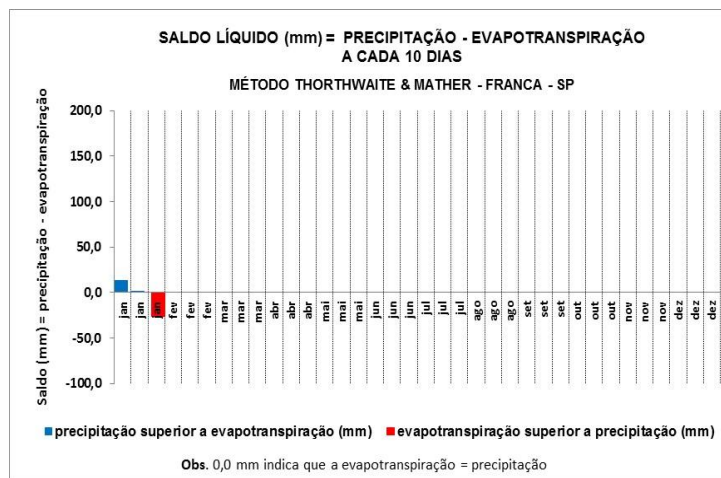 SALDO LÍQUIDO (mm) = PRECIPITAÇÃO - EVAPOTRANSPIRAÇÃO
A CADA 10 DIAS
MÉTODO THORTHWAITE & MATHER - FRANCA - SP
Saldo (mm) = precipitação - evapotranspiração
200,0
150,0
100,0
50,0
0,0
-50,0
-100,0
jan jan jan fev fev fev mar mar mar abr abr abr mai mai mai jun jun jun jul jul jul ago ago ago set set set out out out nov nov nov dez dez dez
precipitação superior a evapotranspiração (mm) evapotranspiração superior a precipitação (mm)
Obs. 0,0 mm indica que a evapotranspiração = precipitação